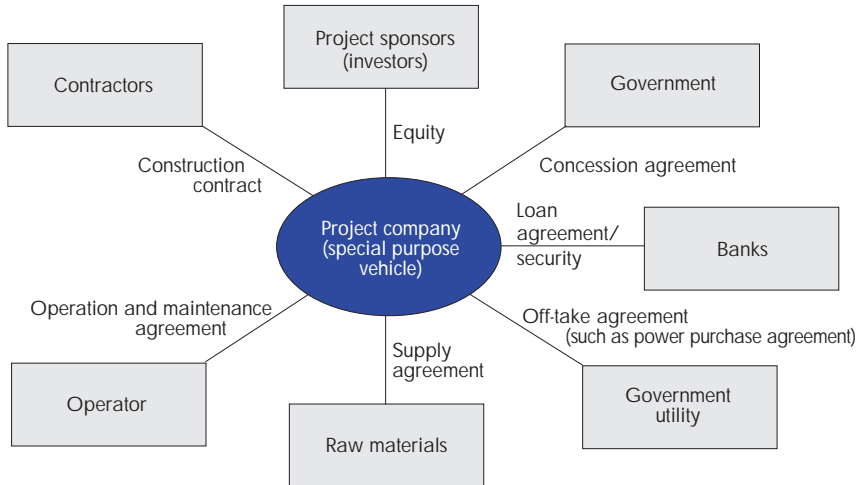 Project sponsors
(investors)
Contractors
Government
Equity
Construction
contract
Concession agreement
Project company
(special purpose
vehicle)
Loan
agreement/
security
Banks
Operation and maintenance
agreement
Off-take agreement
(such as power purchase agreement)
Supply
agreement
Operator
Government
utility
Raw materials